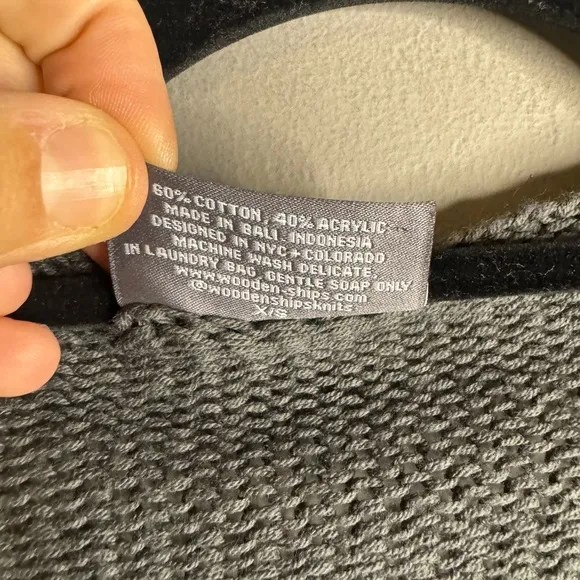 60% COTTON, 40% ACRYLIC
MADE IN BALI, INDONESIA
DESIGNED IN NYC + COLORADO
MACHINE WASH DELICATE,
IN LAUNDRY BAG, GENTLE SOAP ONLY
www.wooden-ships.com
@woodenshipsknits
X/S